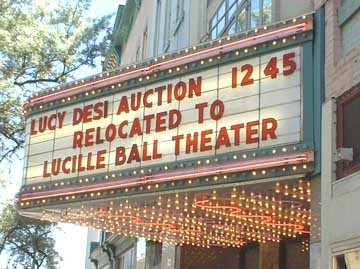 LUCY DESI AUCTION 12 45
RELOCATED TO
LUCILLE BALL THEATER